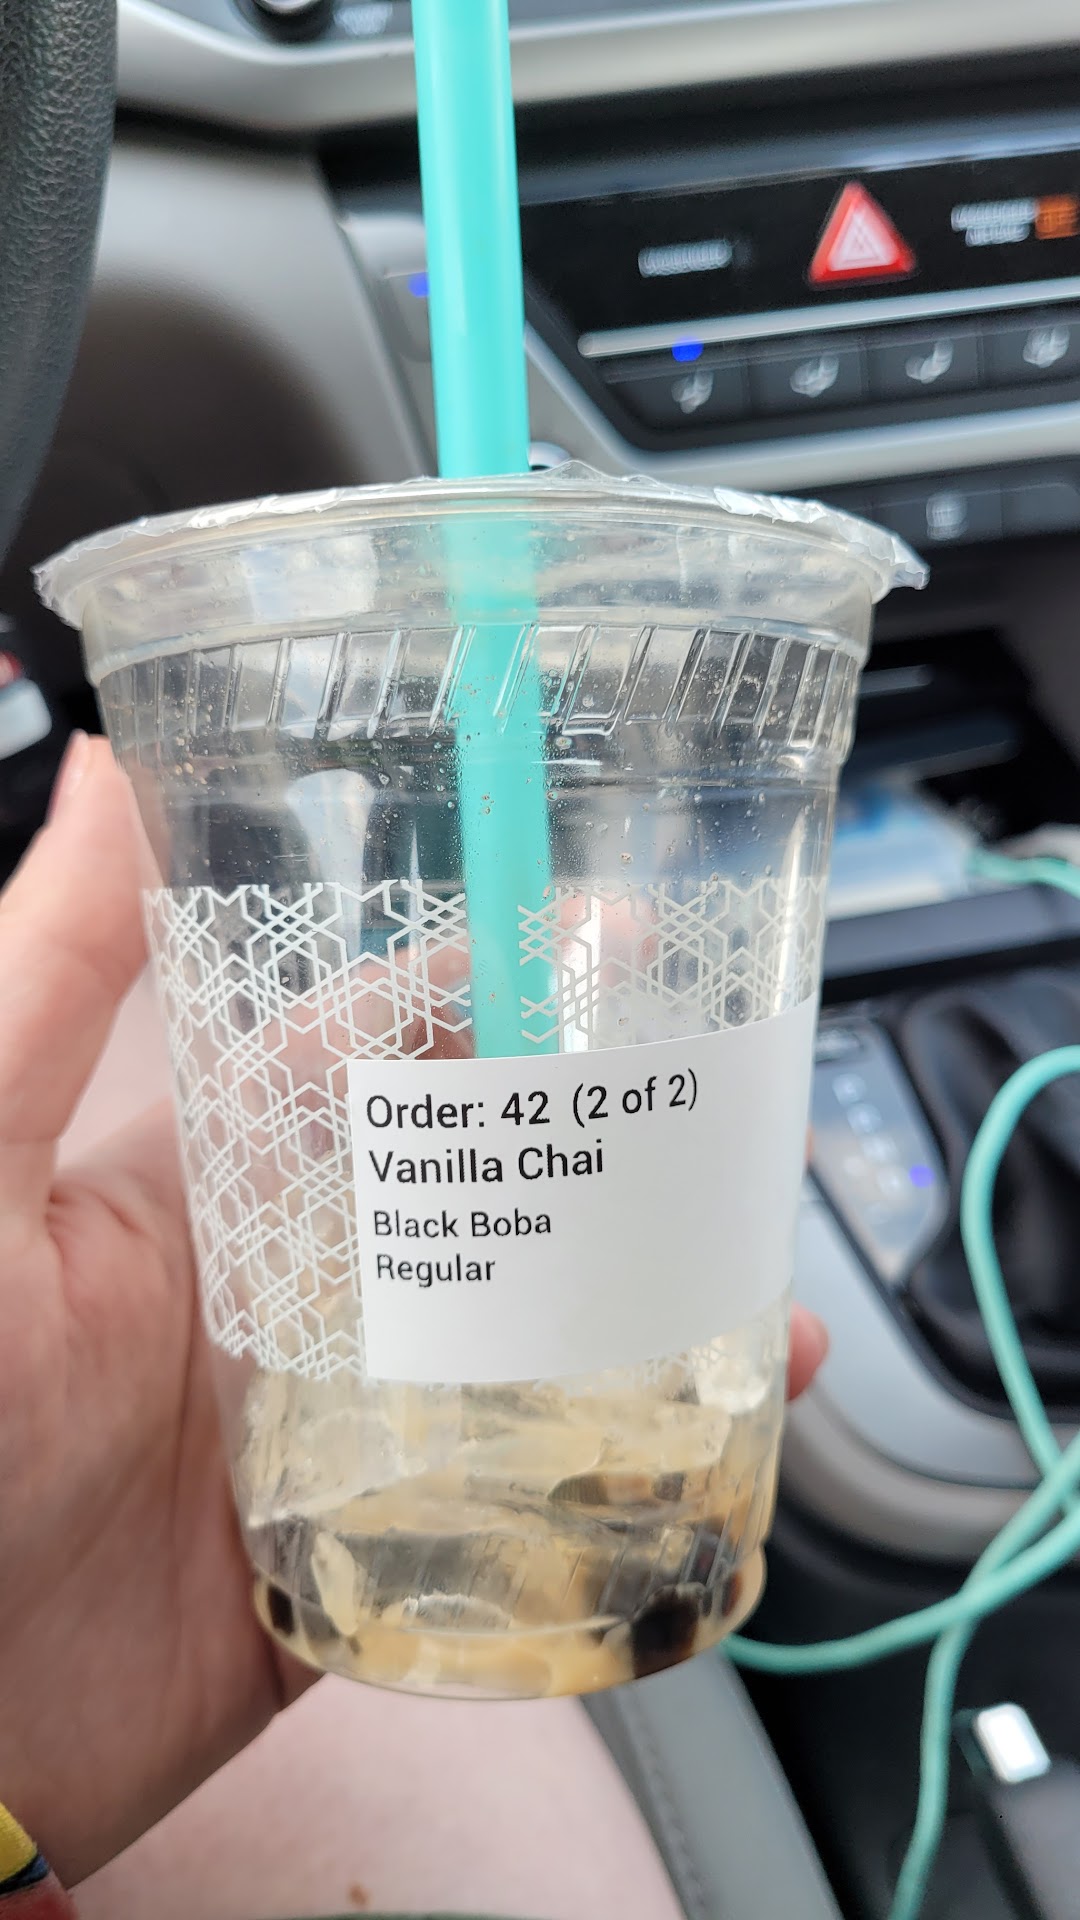 Order: 42 (2 of 2)
Vanilla Chai
Black Boba
Regular